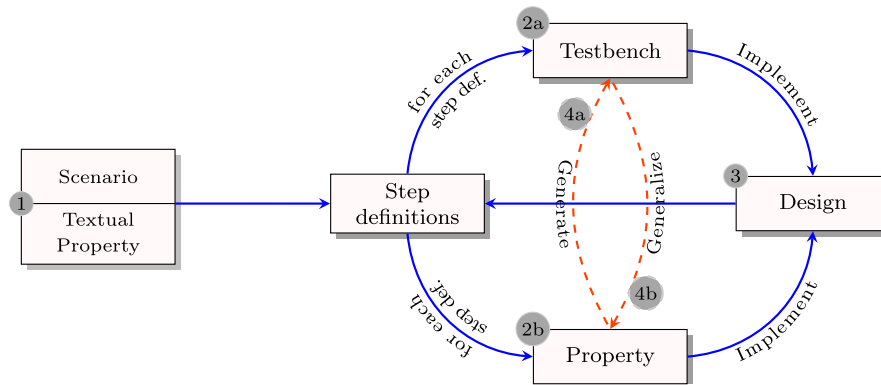 2a
Testbench
for each
step def.
Implement
4a
Scenario
1
Textual
Property
Step
definitions
Generate
Generalize
3
Design
4b
step def.
for each
2b
Property
Implement